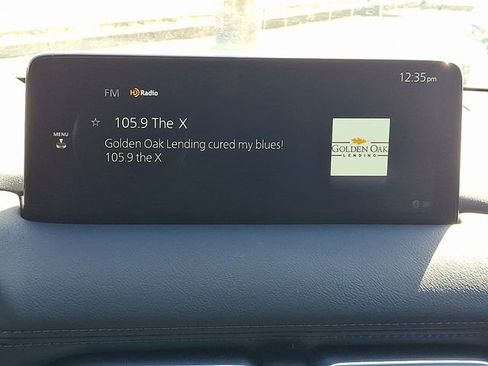 12:35pm
FM HD Radio
☆ 105.9 The X
MENU
Golden Oak Lending cured my blues!
105.9 the X
GOLDEN OAK
LENDING